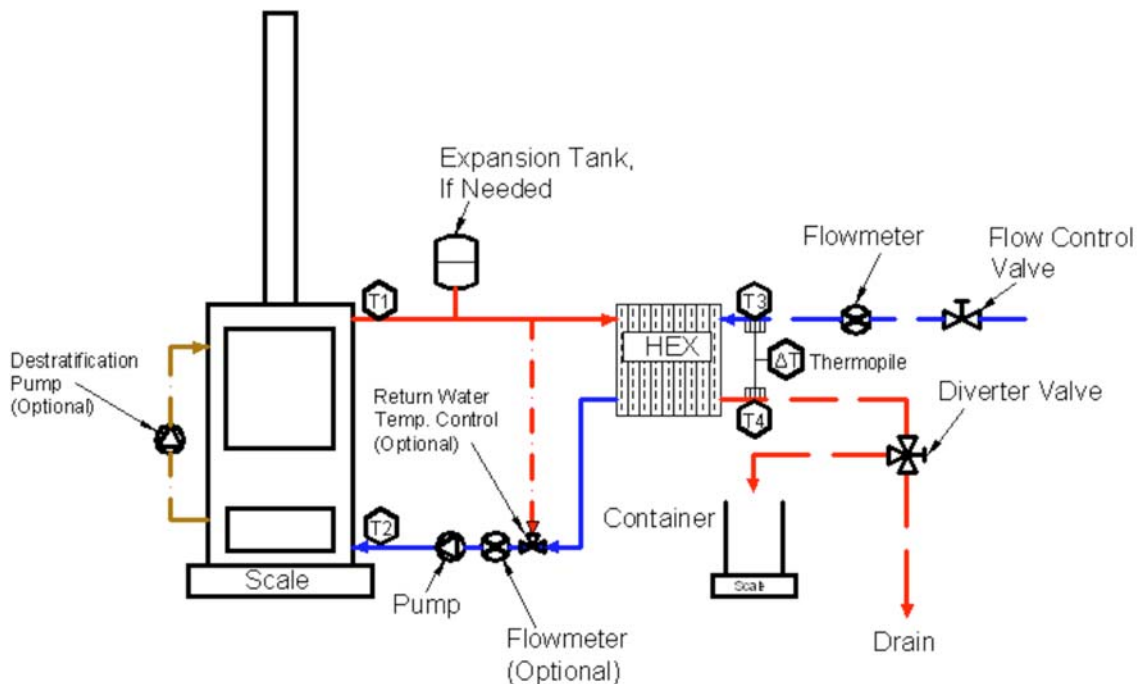 Expansion Tank,
If Needed
Flowmeter
Flow Control
Valve
T1
T3
HEX
ΔT
Thermopile
Destratification
Pump
(Optional)
Return Water
Temp. Control
(Optional)
T4
Diverter Valve
T2
Container
Scale
Scale
Pump
Flowmeter
(Optional)
Drain